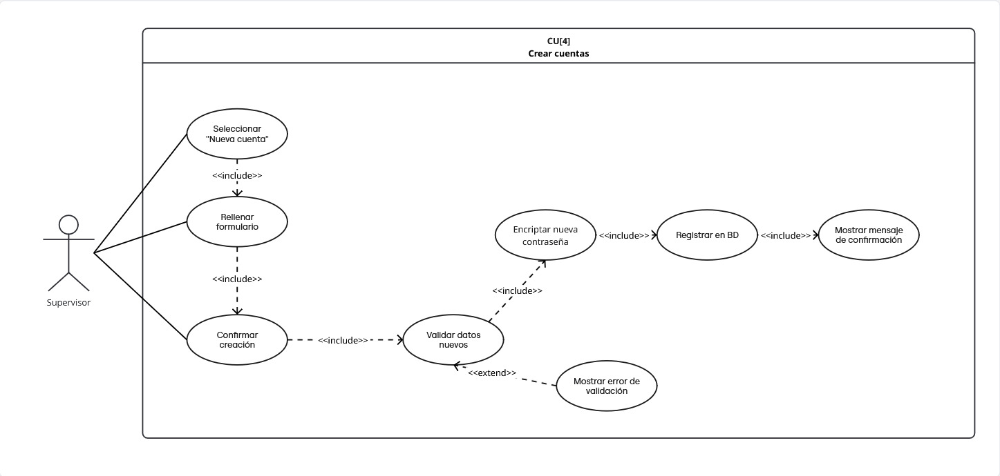 CU[4]
Crear cuentas
Seleccionar
"Nueva cuenta"
<<include>>
Rellenar
formulario
<<include>>
Confirmar
creación
Supervisor
<<include>>
Validar datos
nuevos
<<include>>
Encriptar nueva
contraseña
<<include>>
Registrar en BD
<<include>>
Mostrar mensaje
de confirmación
<<extend>>
Mostrar error de
validación